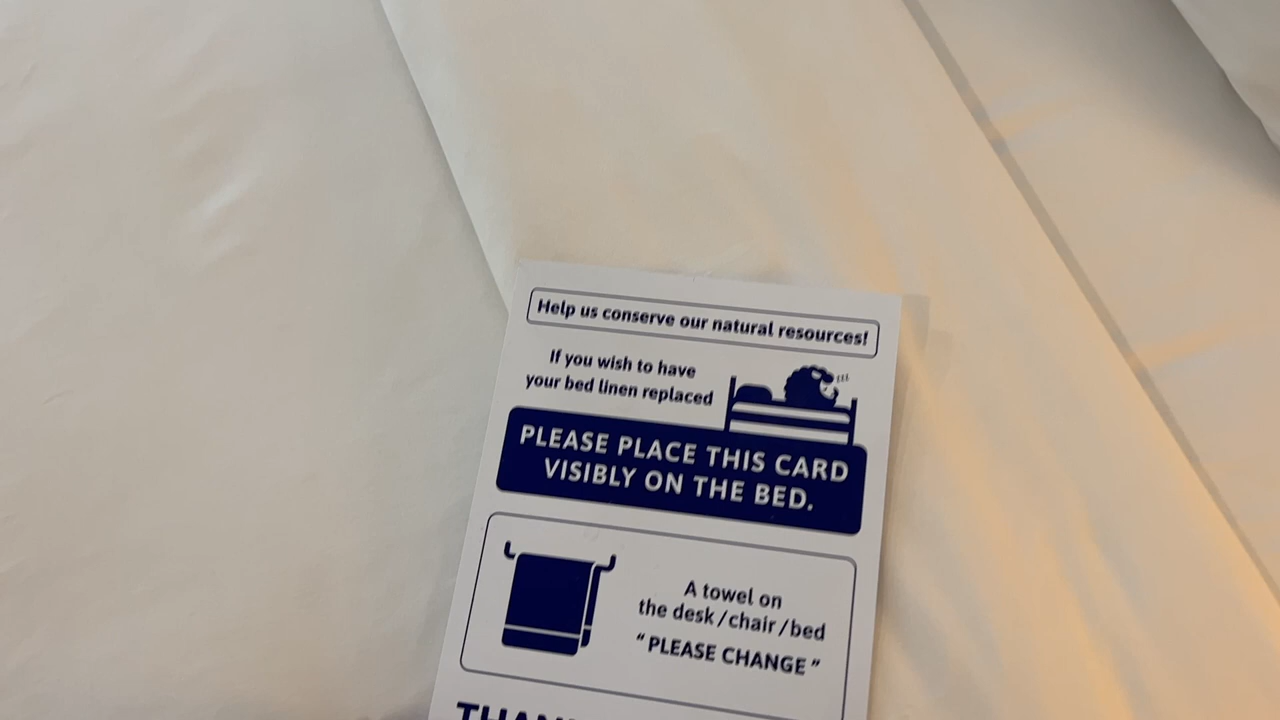 Help us conserve our natural resources!
If you wish to have
your bed linen replaced
zzz
PLEASE PLACE THIS CARD
VISIBLY ON THE BED.
A towel on
the desk/chair/bed
"PLEASE CHANGE"